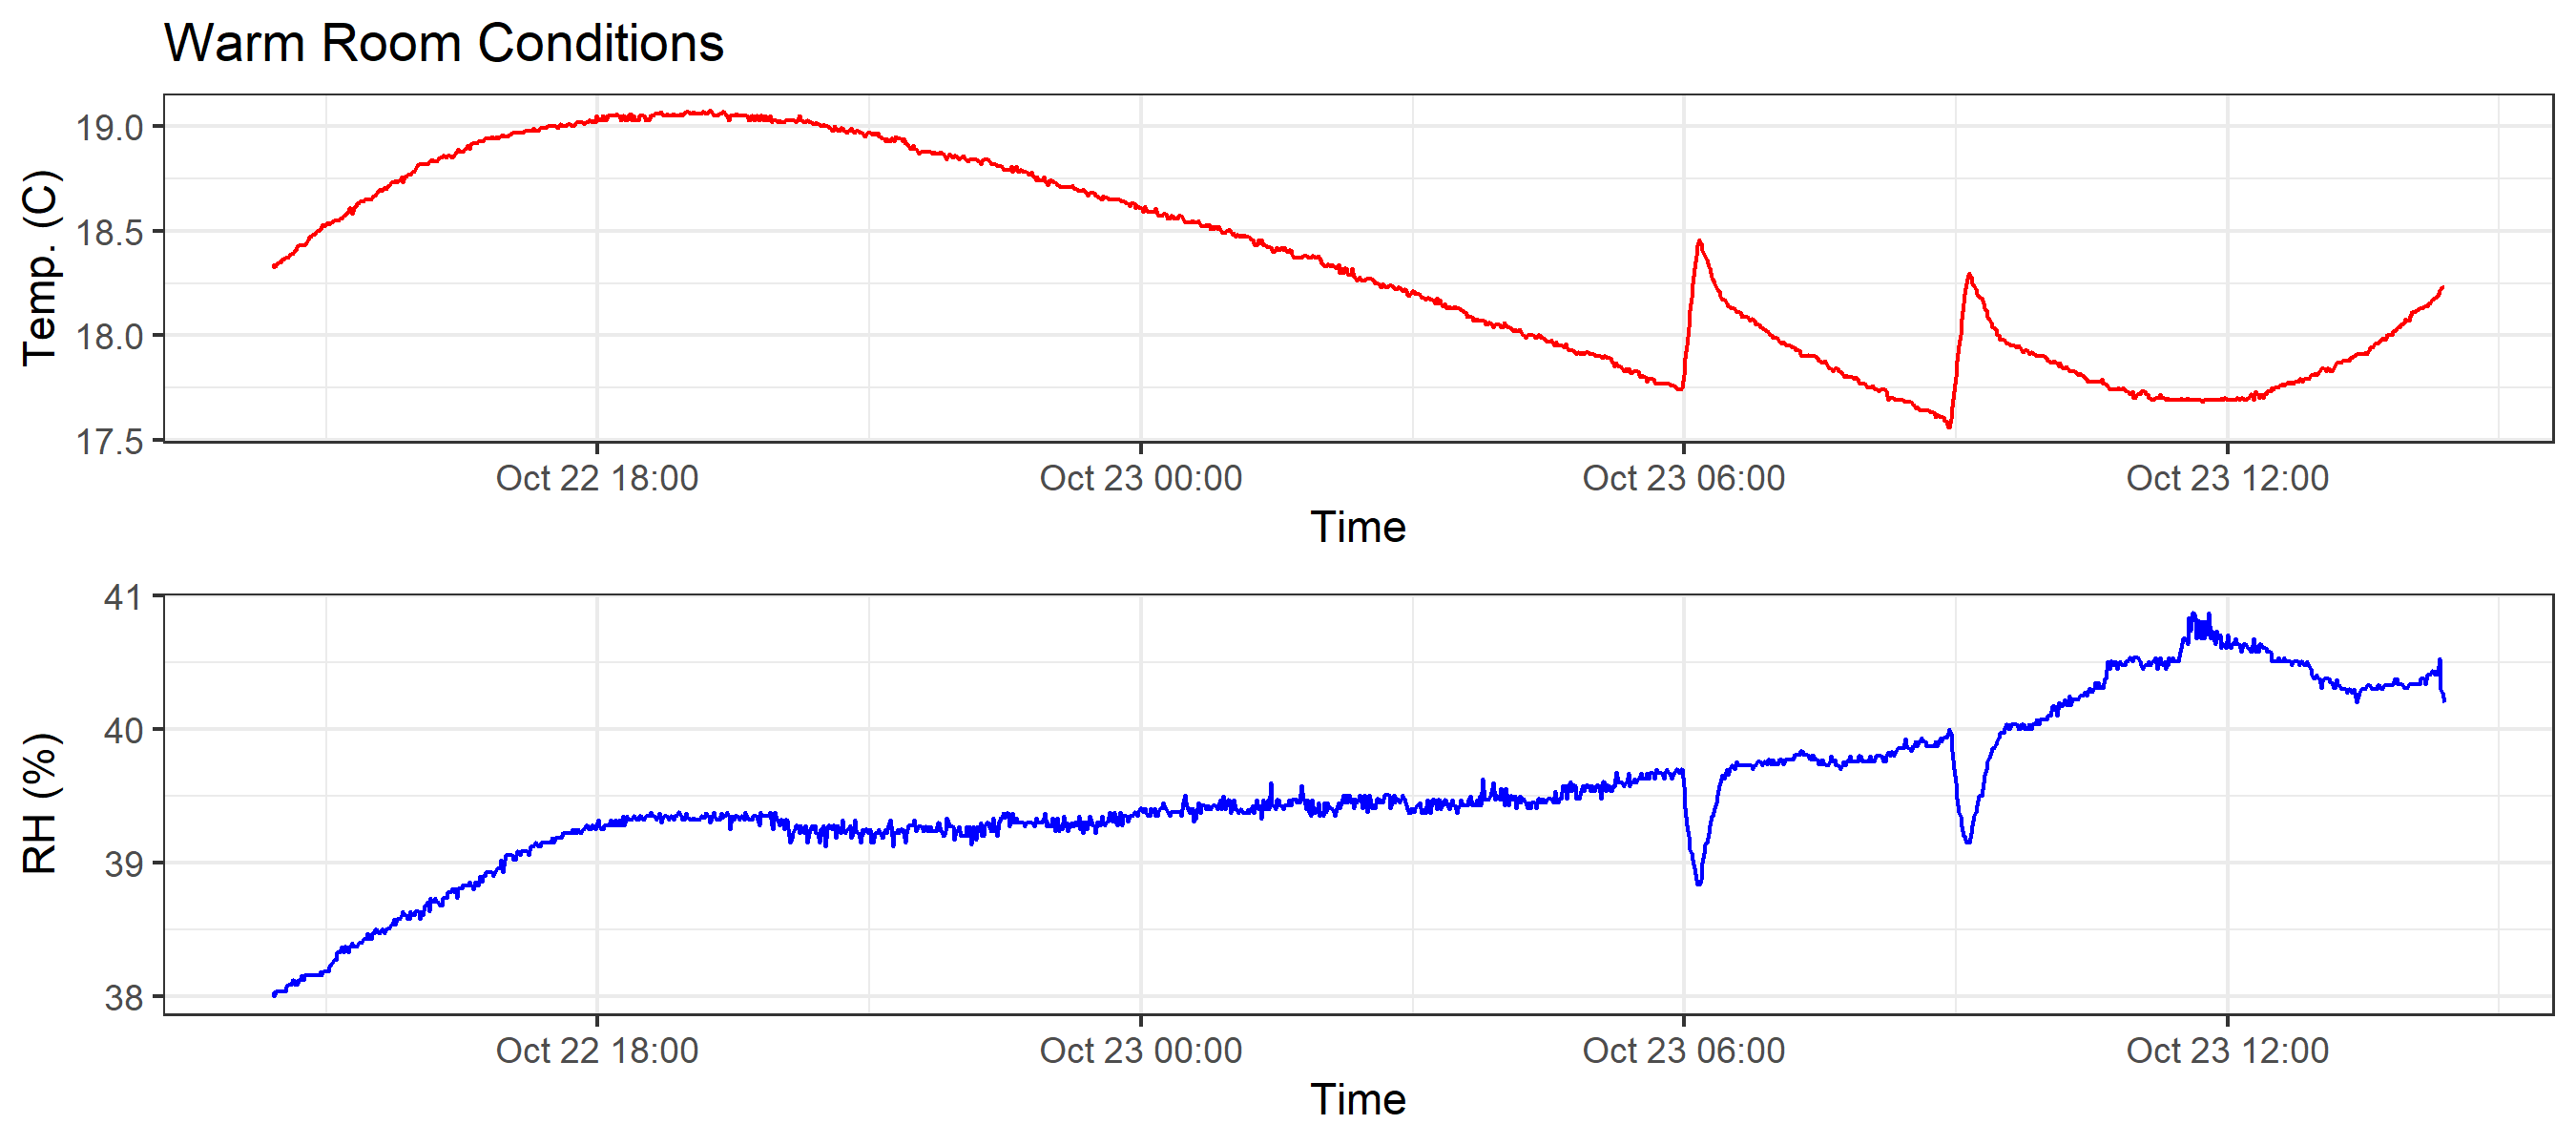 Warm Room Conditions
Temp. (C)
19.0
18.5
18.0
17.5
Oct 22 18:00 Oct 23 00:00 Oct 23 06:00 Oct 23 12:00
Time
RH (%)
41
40
39
38
Oct 22 18:00 Oct 23 00:00 Oct 23 06:00 Oct 23 12:00
Time